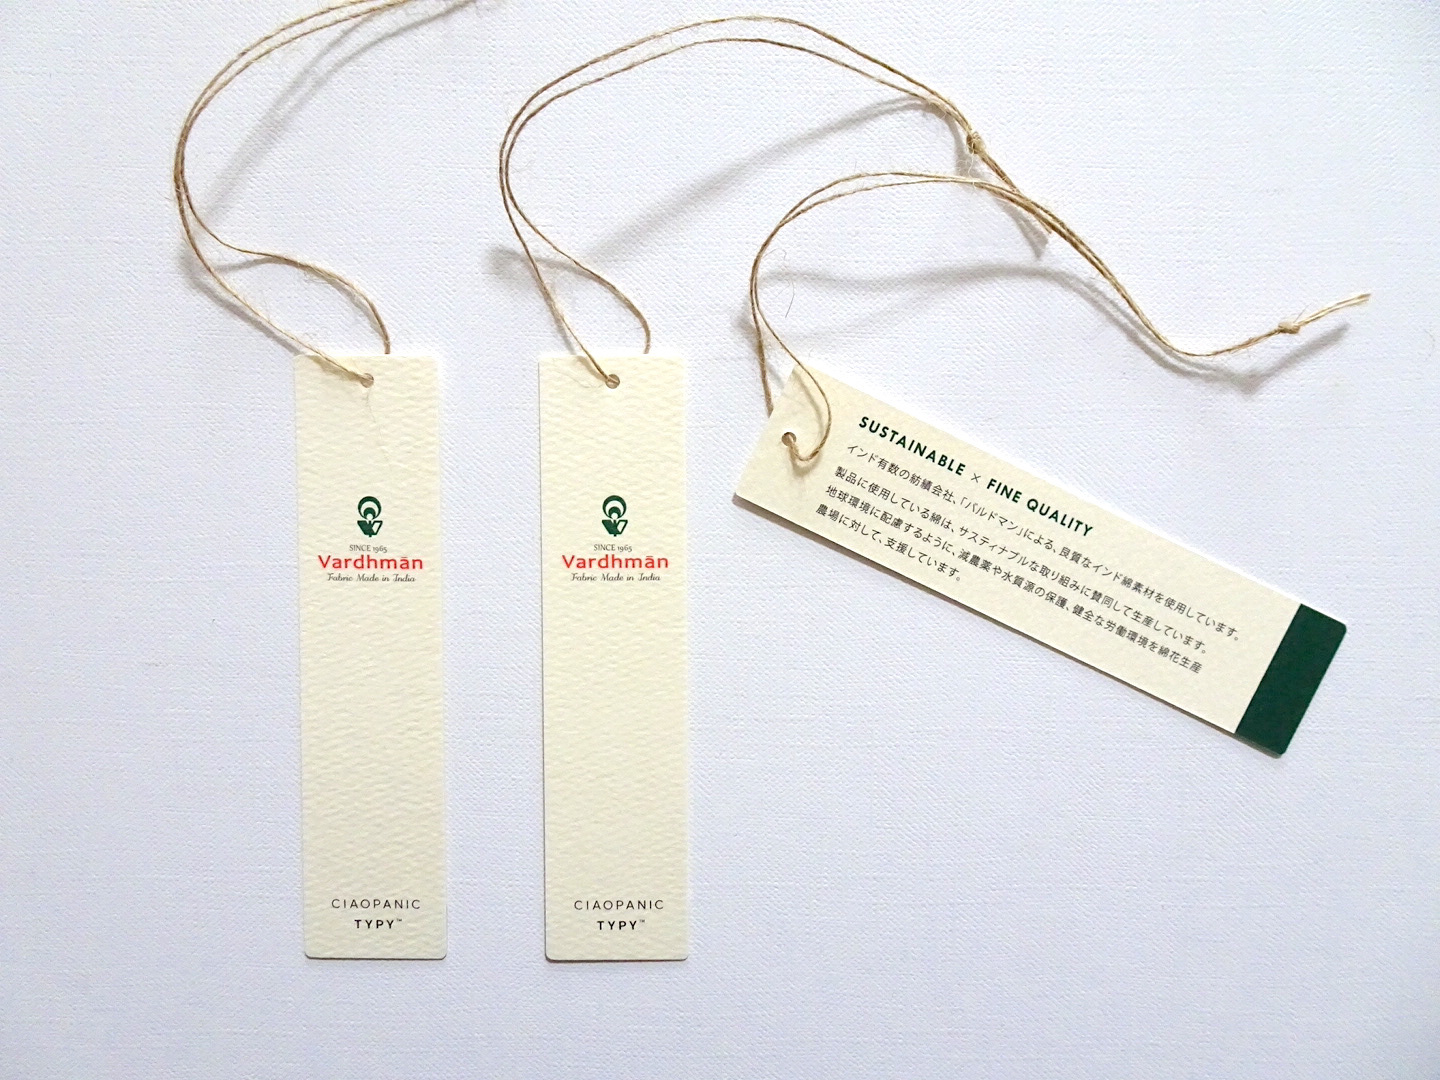 SINCE 1965
Vardhmān
Fabric Made in India
CIAOPANIC
TYPY™
SINCE 1965
Vardhmān
Fabric Made in India
CIAOPANIC
TYPY™
SUSTAINABLE × FINE QUALITY
インド有数の紡績会社、「バルドマン」による、良質なインド綿素材を使用しています。
製品に使用している綿は、サスティナブルな取り組みに賛同して生産しています。
地球環境に配慮するように、減農薬や水質源の保護、健全な労働環境を綿花生産
農場に対して、支援しています。